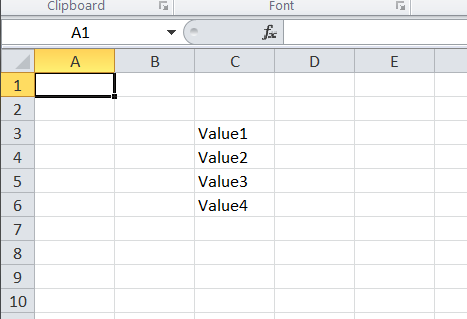 Clipboard Font
A1 fx
A B C D E
1
2
3 Value1
4 Value2
5 Value3
6 Value4
7
8
9
10